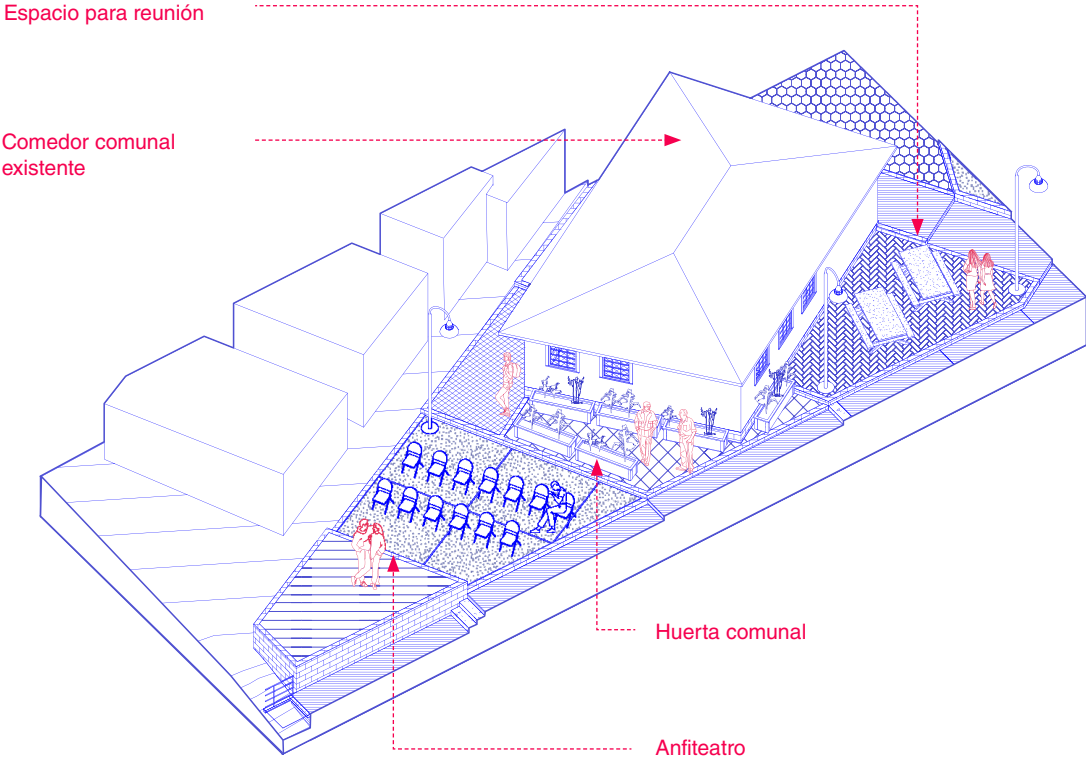 Espacio para reunión
Comedor comunal
existente
Huerta comunal
Anfiteatro